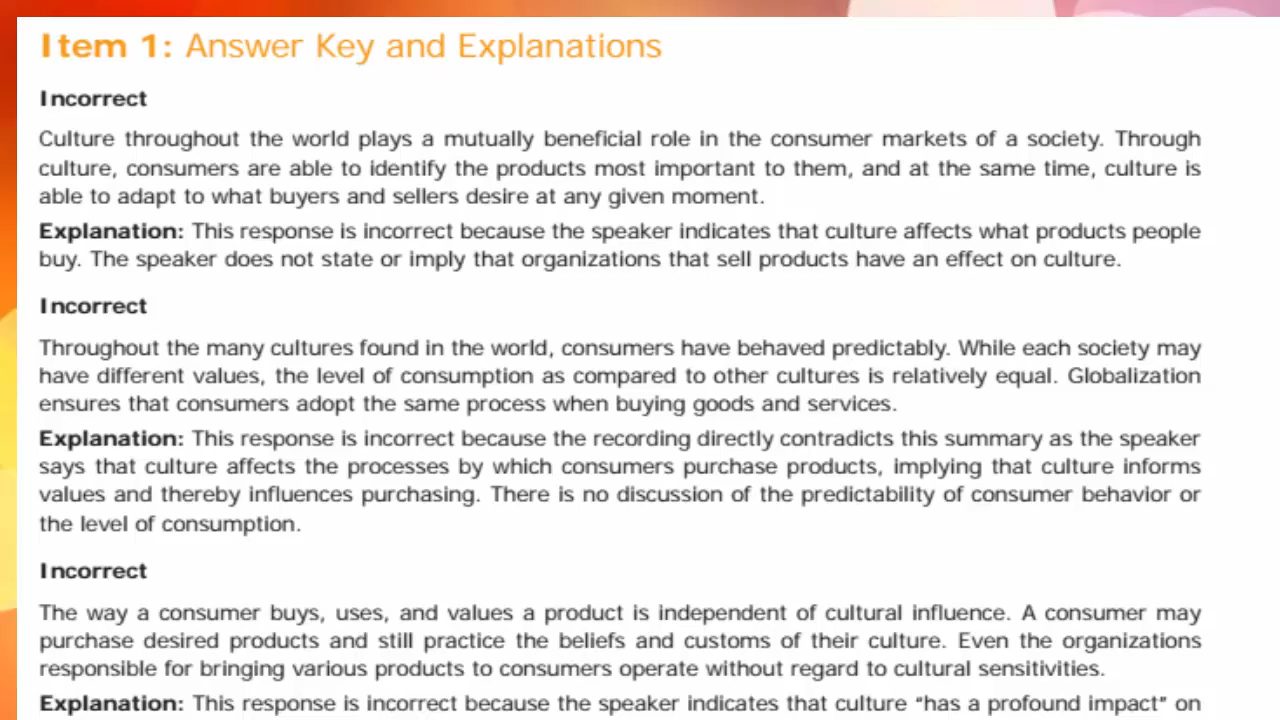 Item 1: Answer Key and Explanations
Incorrect
Culture throughout the world plays a mutually beneficial role in the consumer markets of a society. Through
culture, consumers are able to identify the products most important to them, and at the same time, culture is
able to adapt to what buyers and sellers desire at any given moment.
Explanation: This response is incorrect because the speaker indicates that culture affects what products people
buy. The speaker does not state or imply that organizations that sell products have an effect on culture.
Incorrect
Throughout the many cultures found in the world, consumers have behaved predictably. While each society may
have different values, the level of consumption as compared to other cultures is relatively equal. Globalization
ensures that consumers adopt the same process when buying goods and services.
Explanation: This response is incorrect because the recording directly contradicts this summary as the speaker
says that culture affects the processes by which consumers purchase products, implying that culture informs
values and thereby influences purchasing. There is no discussion of the predictability of consumer behavior or
the level of consumption.
Incorrect
The way a consumer buys, uses, and values a product is independent of cultural influence. A consumer may
purchase desired products and still practice the beliefs and customs of their culture. Even the organizations
responsible for bringing various products to consumers operate without regard to cultural sensitivities.
Explanation: This response is incorrect because the speaker indicates that culture “has a profound impact” on